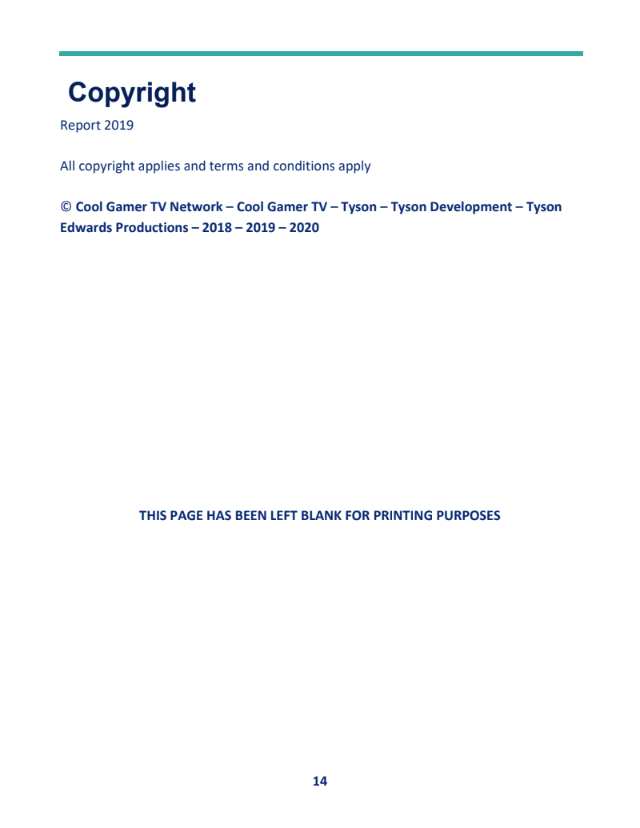 Copyright
Report 2019
All copyright applies and terms and conditions apply
© Cool Gamer TV Network – Cool Gamer TV – Tyson – Tyson Development – Tyson
Edwards Productions – 2018 – 2019 – 2020
THIS PAGE HAS BEEN LEFT BLANK FOR PRINTING PURPOSES
14